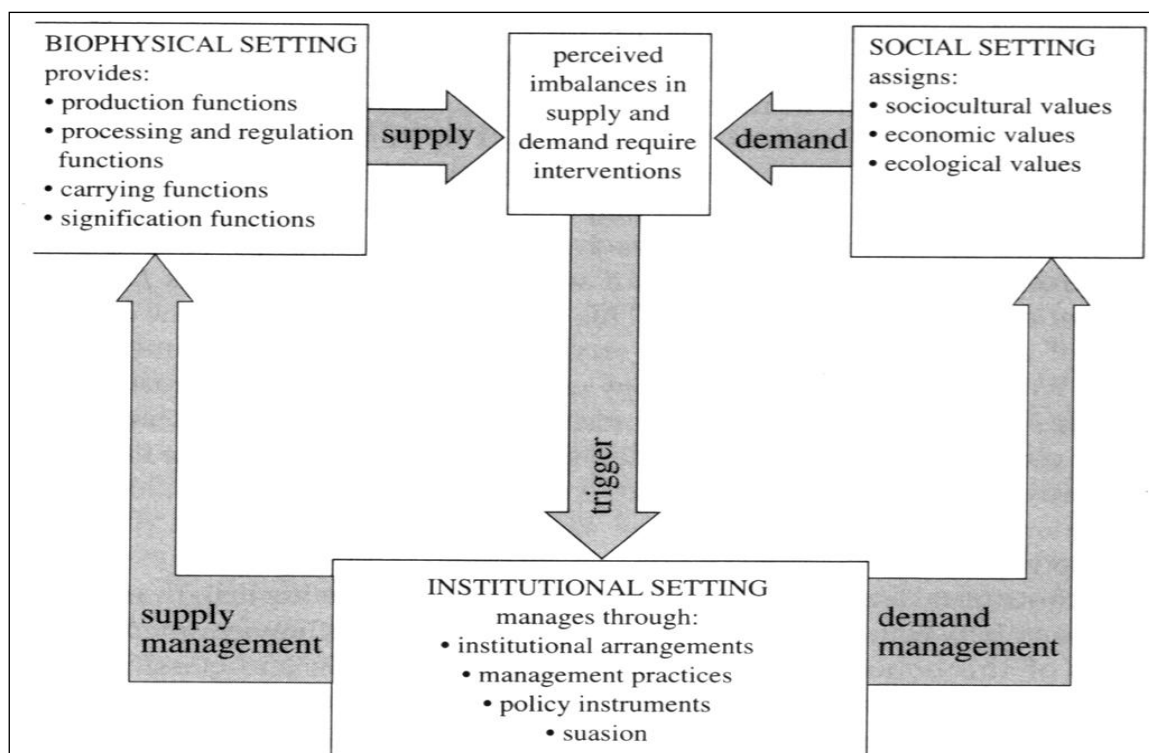 BIOPHYSICAL SETTING
provides:
• production functions
• processing and regulation
functions
• carrying functions
• signification functions
supply
perceived
imbalances in
supply and
demand require
interventions
demand
SOCIAL SETTING
assigns:
• sociocultural values
• economic values
• ecological values
trigger
supply
management
INSTITUTIONAL SETTING
manages through:
• institutional arrangements
• management practices
• policy instruments
• suasion
demand
management